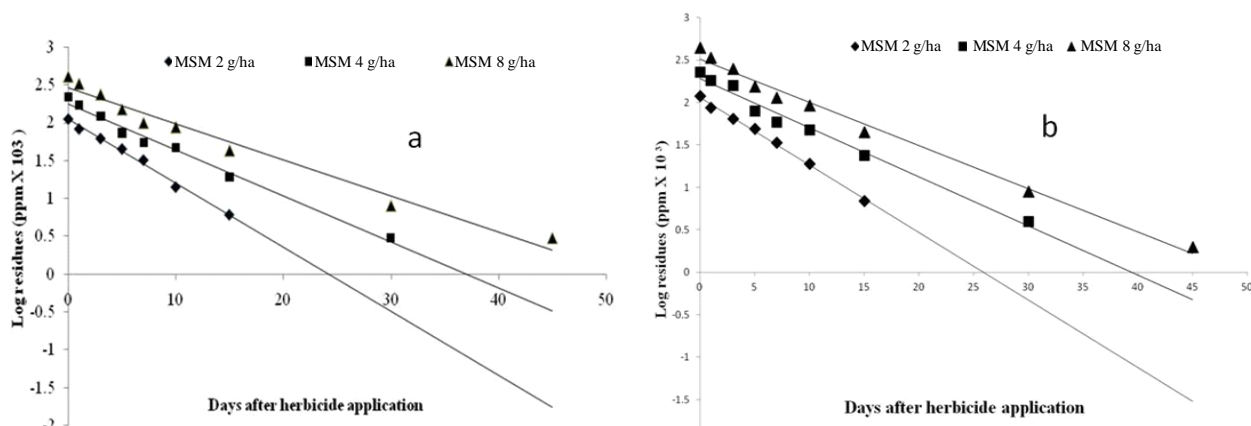 MSM 2 g/ha MSM 4 g/ha MSM 8 g/ha
3
2.5
2
1.5
1
0.5
0
-0.5
-1
-1.5
-2
0 10 20 30 40 50
Log residues (ppm X 103 )
Days after herbicide application
a
MSM 2 g/ha MSM 4 g/ha MSM 8 g/ha
3
2.5
2
1.5
1
0.5
0
-0.5
-1
-1.5
0 5 10 15 20 25 30 35 40 45 50
Log residues (ppm X 10 ³)
Days after herbicide application
b